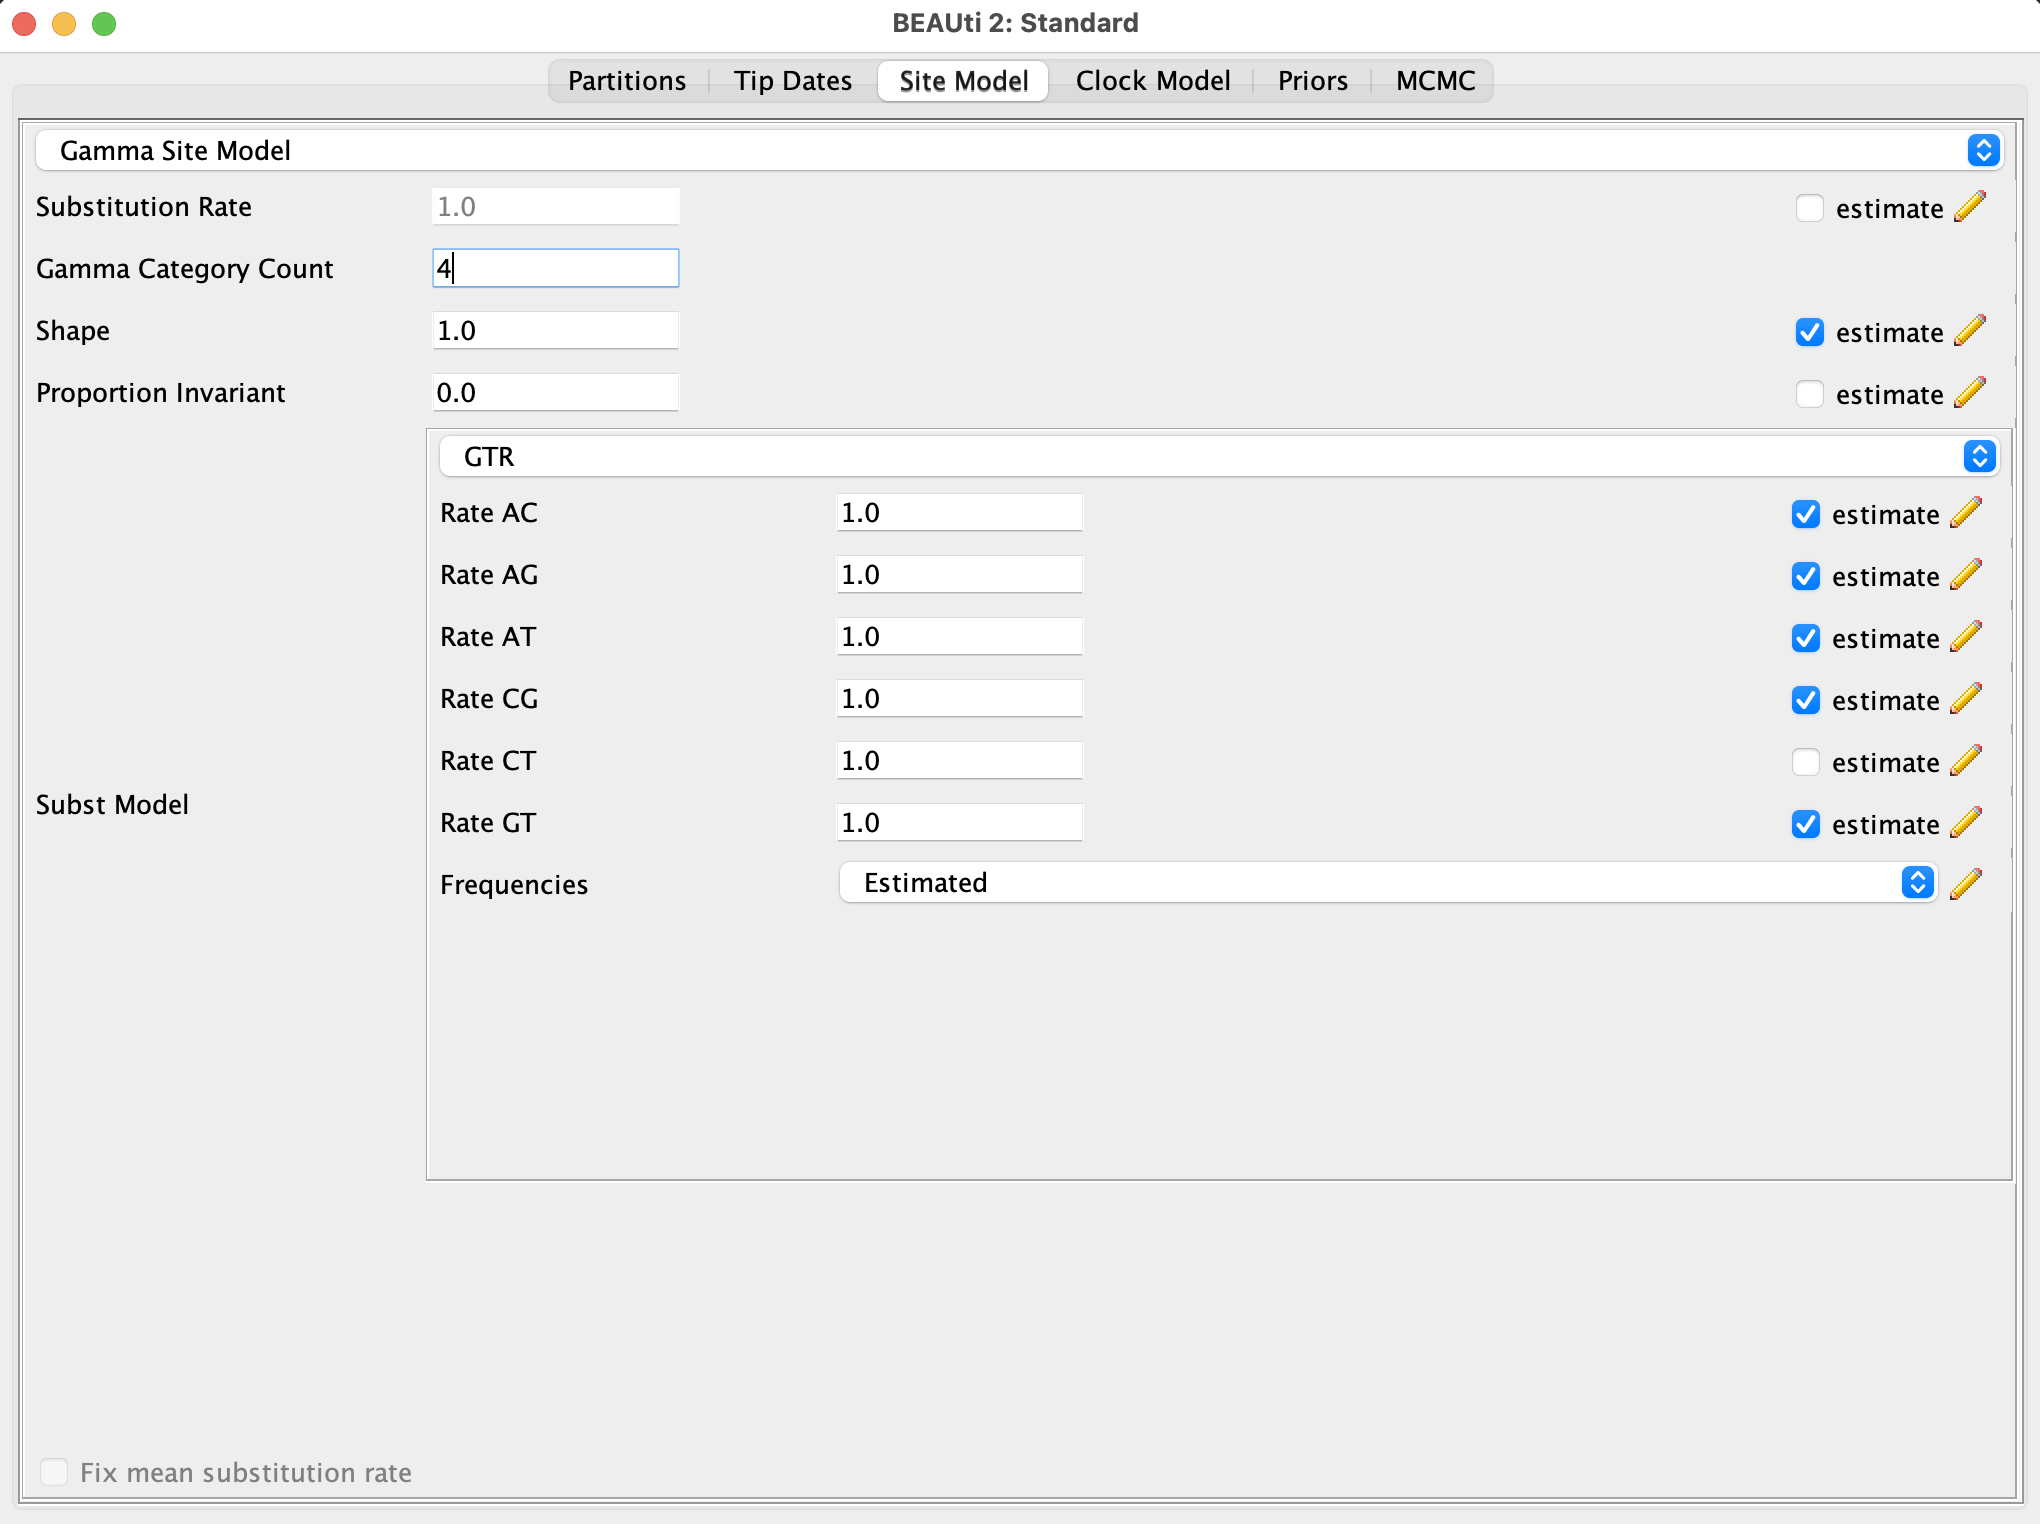 BEAUti 2: Standard
Partitions Tip Dates Site Model Clock Model Priors MCMC
Gamma Site Model
Substitution Rate 1.0 estimate
Gamma Category Count 4
Shape 1.0 estimate
Proportion Invariant 0.0 estimate
GTR
Rate AC 1.0 estimate
Rate AG 1.0 estimate
Rate AT 1.0 estimate
Rate CG 1.0 estimate
Rate CT 1.0 estimate
Subst Model
Rate GT 1.0 estimate
Frequencies Estimated
Fix mean substitution rate